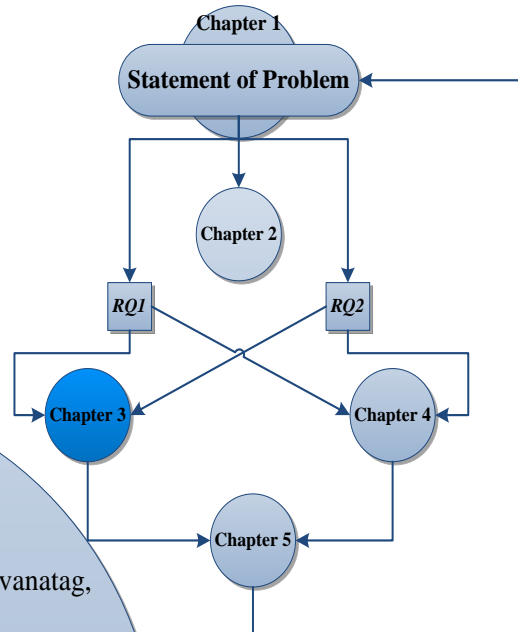 Chapter 1
Statement of Problem
Chapter 2
RQ1
RQ2
Chapter 3
Chapter 4
Chapter 5
vanatag,